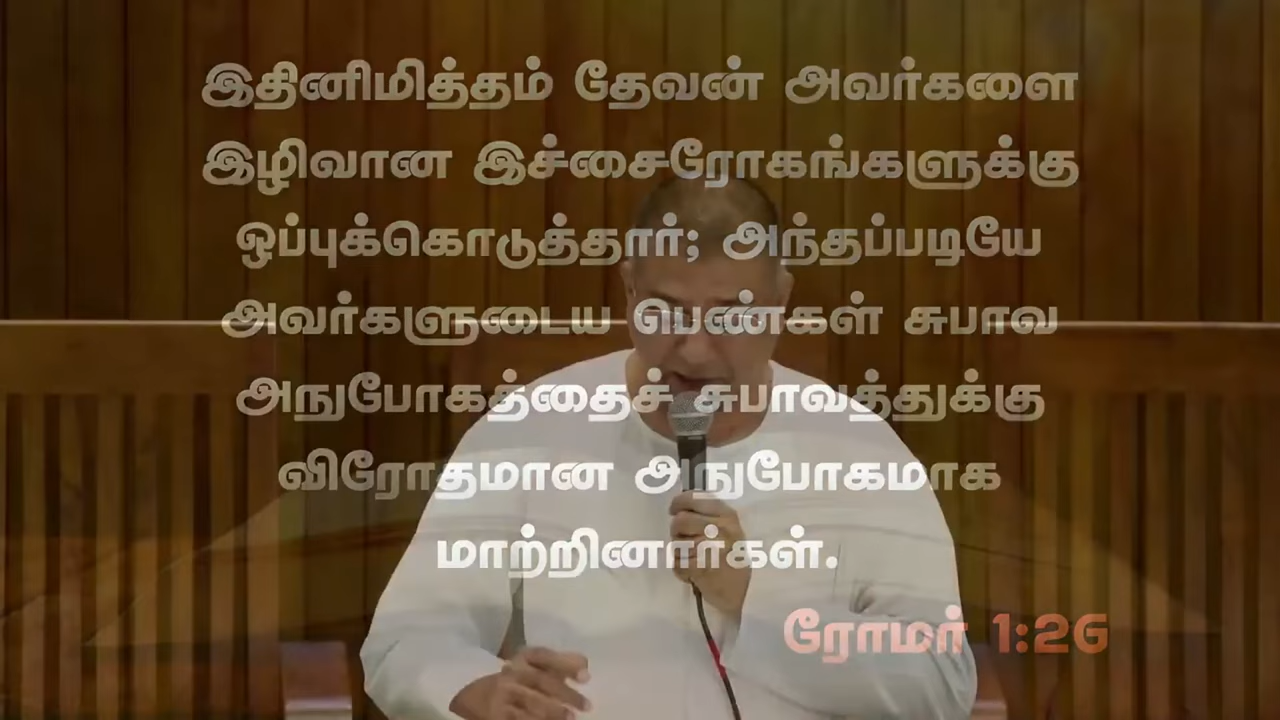 இதினிமித்தம் தேவன் அவர்களை
இழிவான இச்சைரோகங்களுக்கு
ஒப்புக்கொடுத்தார்; அந்தப்படியே
அவர்களுடைய பெண்கள் சுபாவ
அநுபோகத்தைச் சுபாவத்துக்கு
விரோதமான அநுபோகமாக
மாற்றினார்கள்.
ரோமர் 1:26